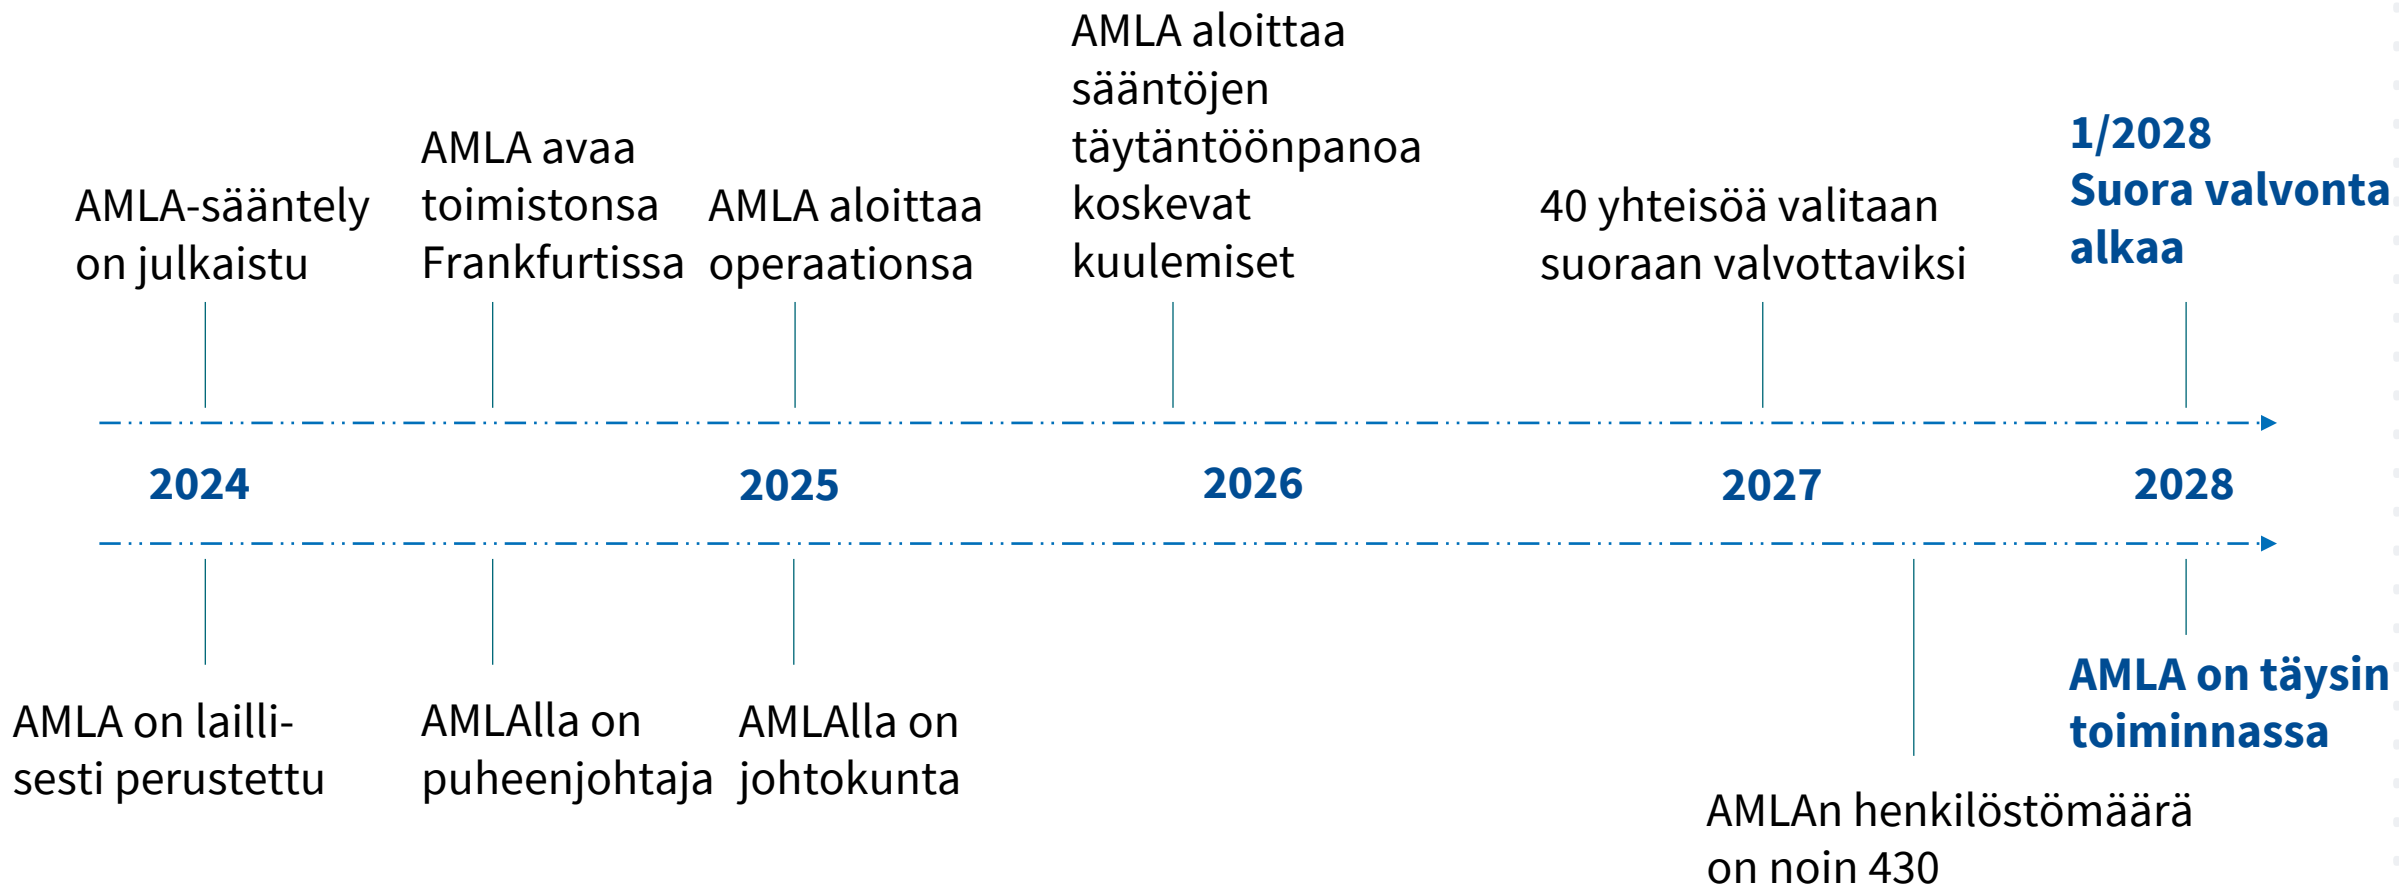 AMLA-sääntely
on julkaistu
AMLA avaa
toimistonsa
Frankfurtissa
AMLA aloittaa
operaationsa
AMLA aloittaa
sääntöjen
täytäntöönpanoa
koskevat
kuulemiset
40 yhteisöä valitaan
suoraan valvottaviksi
1/2028
Suora valvonta
alkaa
2024
2025
2026
2027
2028
AMLA on lailli-
sesti perustettu
AMLAlla on
puheenjohtaja
AMLAlla on
johtokunta
AMLAn henkilöstömäärä
on noin 430
AMLA on täysin
toiminnassa